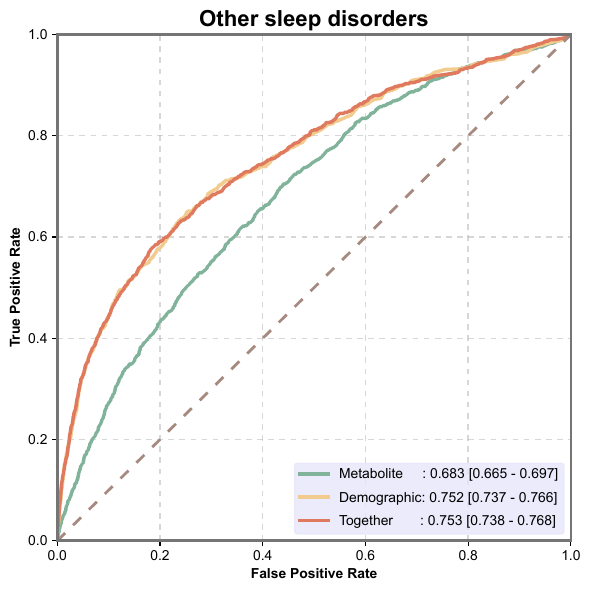 Other sleep disorders
1.0
0.8
0.6
0.4
0.2
0.0
True Positive Rate
Metabolite : 0.683 [0.665 - 0.697]
Demographic: 0.752 [0.737 - 0.766]
Together : 0.753 [0.738 - 0.768]
0.0 0.2 0.4 0.6 0.8 1.0
False Positive Rate